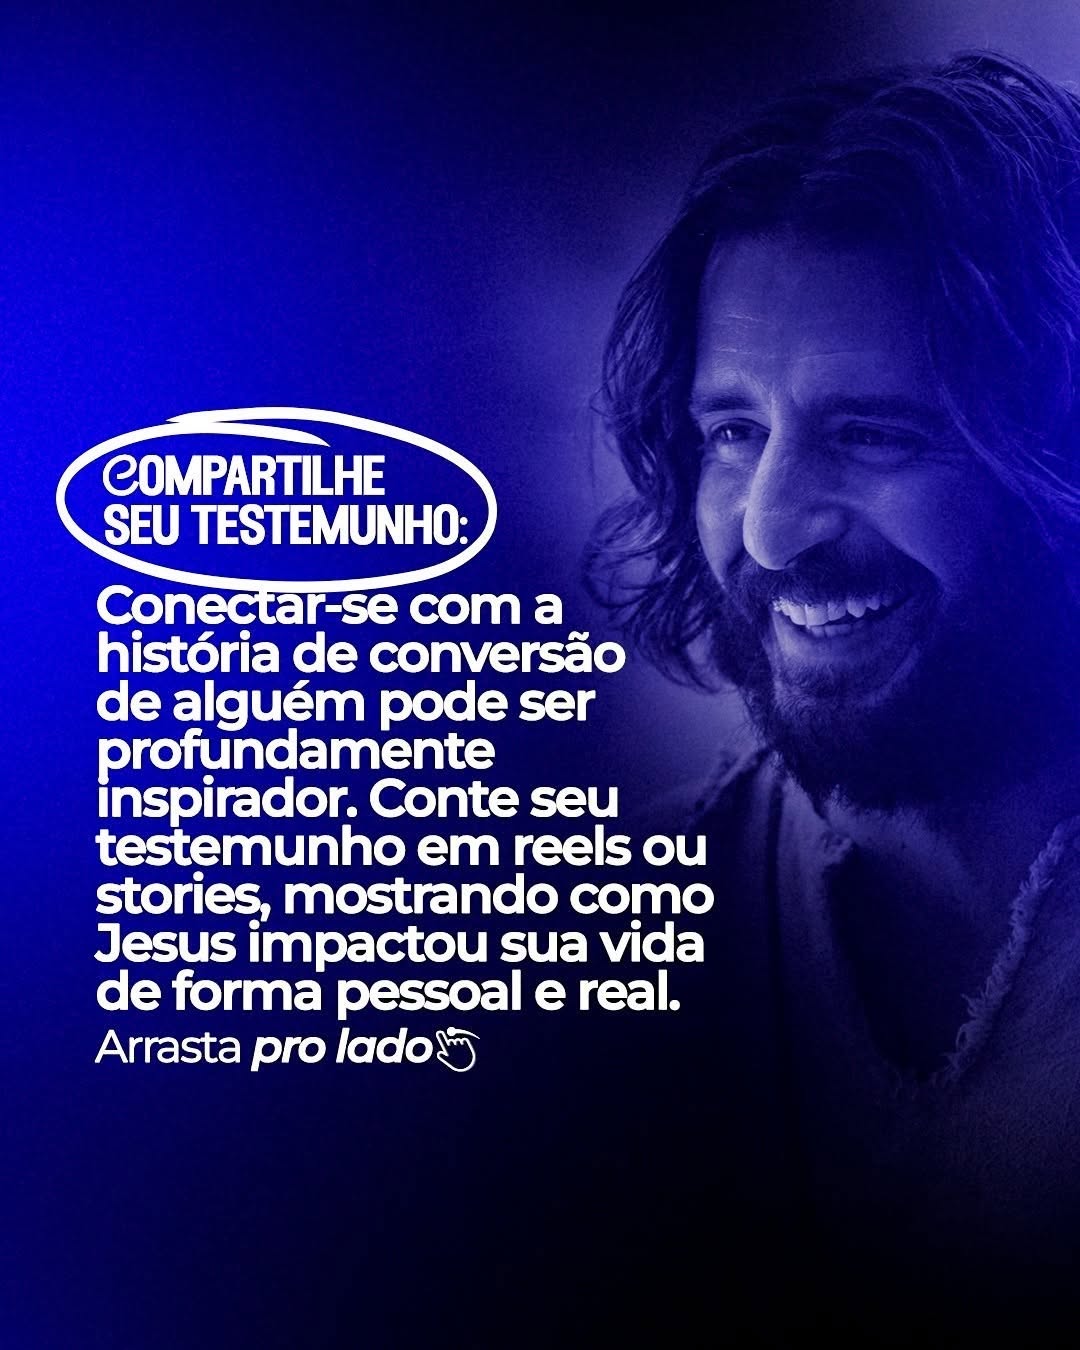 COMPARTILHE
SEU TESTEMUNHO:
Conectar-se com a
história de conversão
de alguém pode ser
profundamente
inspirador. Conte seu
testemunho em reels ou
stories, mostrando como
Jesus impactou sua vida
de forma pessoal e real.
Arrasta pro lado